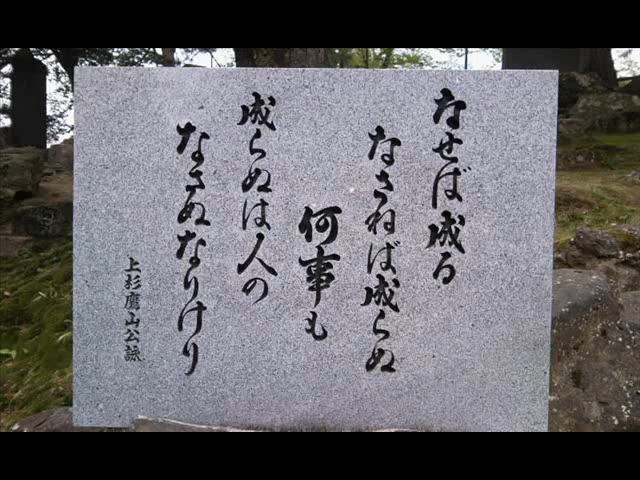 なせば成る
なさねば成らぬ
何事も
成らぬは人の
なさぬなりけり
上杉鷹山公詠